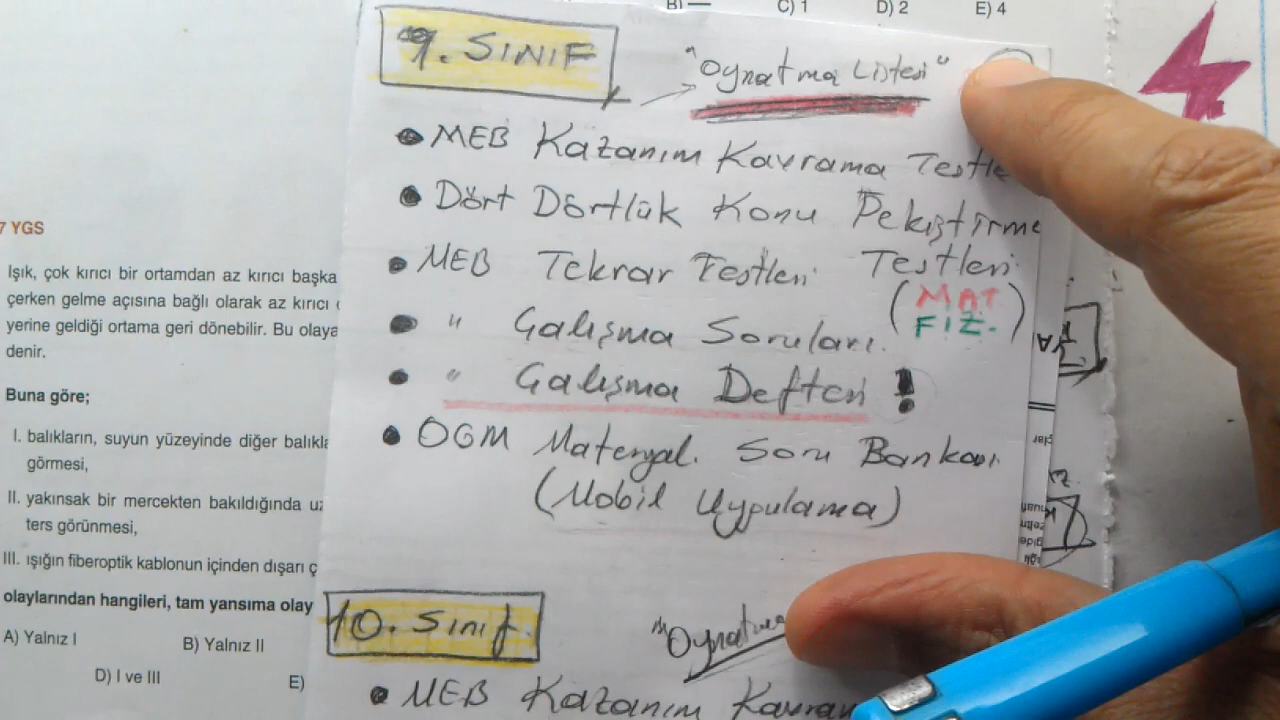 B) —
C) 1
D) 2
E) 4
9. SINIF
"Oynatma Listesi"
• MEB Kazanım Kavrama Testle
• Dört Dörtlük Konu Pekiştirme
• MEB Tekrar Testleri Testleri
(MAT
FİZ.)
• " Çalışma Soruları.
• " Çalışma Defteri !
• ÖGM Materyal. Soru Bankası
(Mobil Uygulama)
10. Sınıf.
"Oynatma
• MEB Kazanım Kavram
7 YGS
Işık, çok kırıcı bir ortamdan az kırıcı başka
çerken gelme açısına bağlı olarak az kırıcı
yerine geldiği ortama geri dönebilir. Bu olaya
denir.
Buna göre;
I. balıkların, suyun yüzeyinde diğer balıkla
görmesi,
II. yakınsak bir mercekten bakıldığında uz
ters görünmesi,
III. ışığın fiberoptik kablonun içinden dışarı ç
olaylarından hangileri, tam yansıma olay
A) Yalnız I
B) Yalnız II
D) I ve III
E)